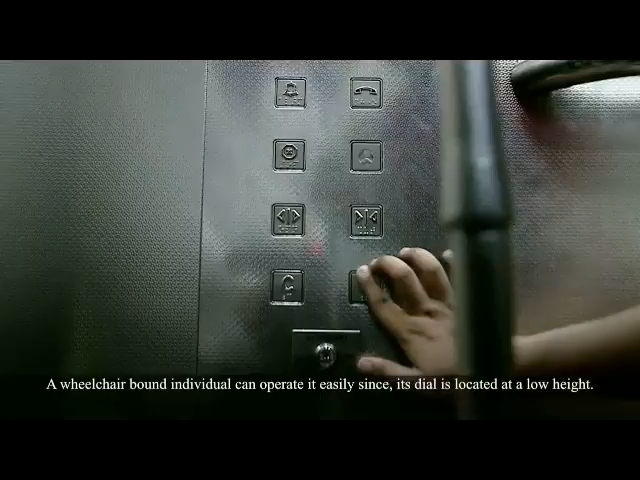 A wheelchair bound individual can operate it easily since, its dial is located at a low height.